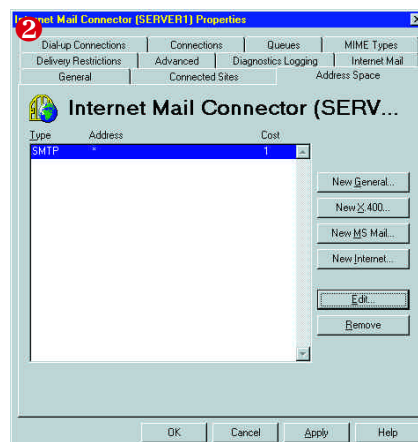 2
Internet Mail Connector (SERVER1) Properties
Dial-up Connections Connections Queues MIME Types
Delivery Restrictions Advanced Diagnostics Logging Internet Mail
General Connected Sites Address Space
Internet Mail Connector (SERV...
Type Address Cost
SMTP * 1
New General...
New X.400...
New MS Mail...
New Internet...
Edit...
Remove
OK Cancel Apply Help